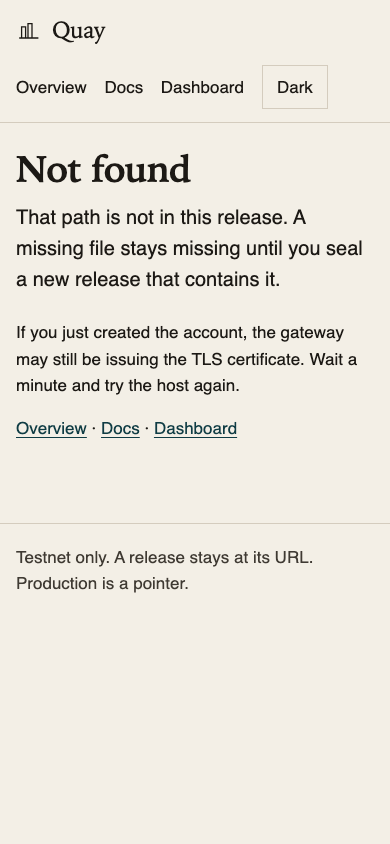 Quay
Overview Docs Dashboard Dark
Not found
That path is not in this release. A
missing file stays missing until you seal
a new release that contains it.
If you just created the account, the gateway
may still be issuing the TLS certificate. Wait a
minute and try the host again.
Overview · Docs · Dashboard
Testnet only. A release stays at its URL.
Production is a pointer.